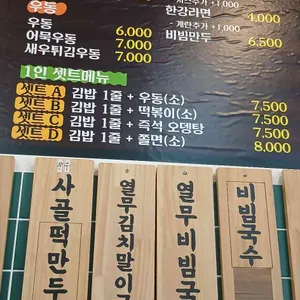 우동
우동 6,000
어묵우동 7,000
새우튀김우동 7,000
+1,000
한강라면 4,000
- 계란추가 +1,000
비빔만두 6,500
1인 셋트메뉴
셋트 A 김밥 1줄 + 우동(소) 7,500
셋트 B 김밥 1줄 + 떡볶이(소) 7,500
셋트 C 김밥 1줄 + 즉석 오뎅탕 7,500
셋트 D 김밥 1줄 + 쫄면(소) 8,000
사골떡만두
열무김치말이
열무비빔국
비빔국수